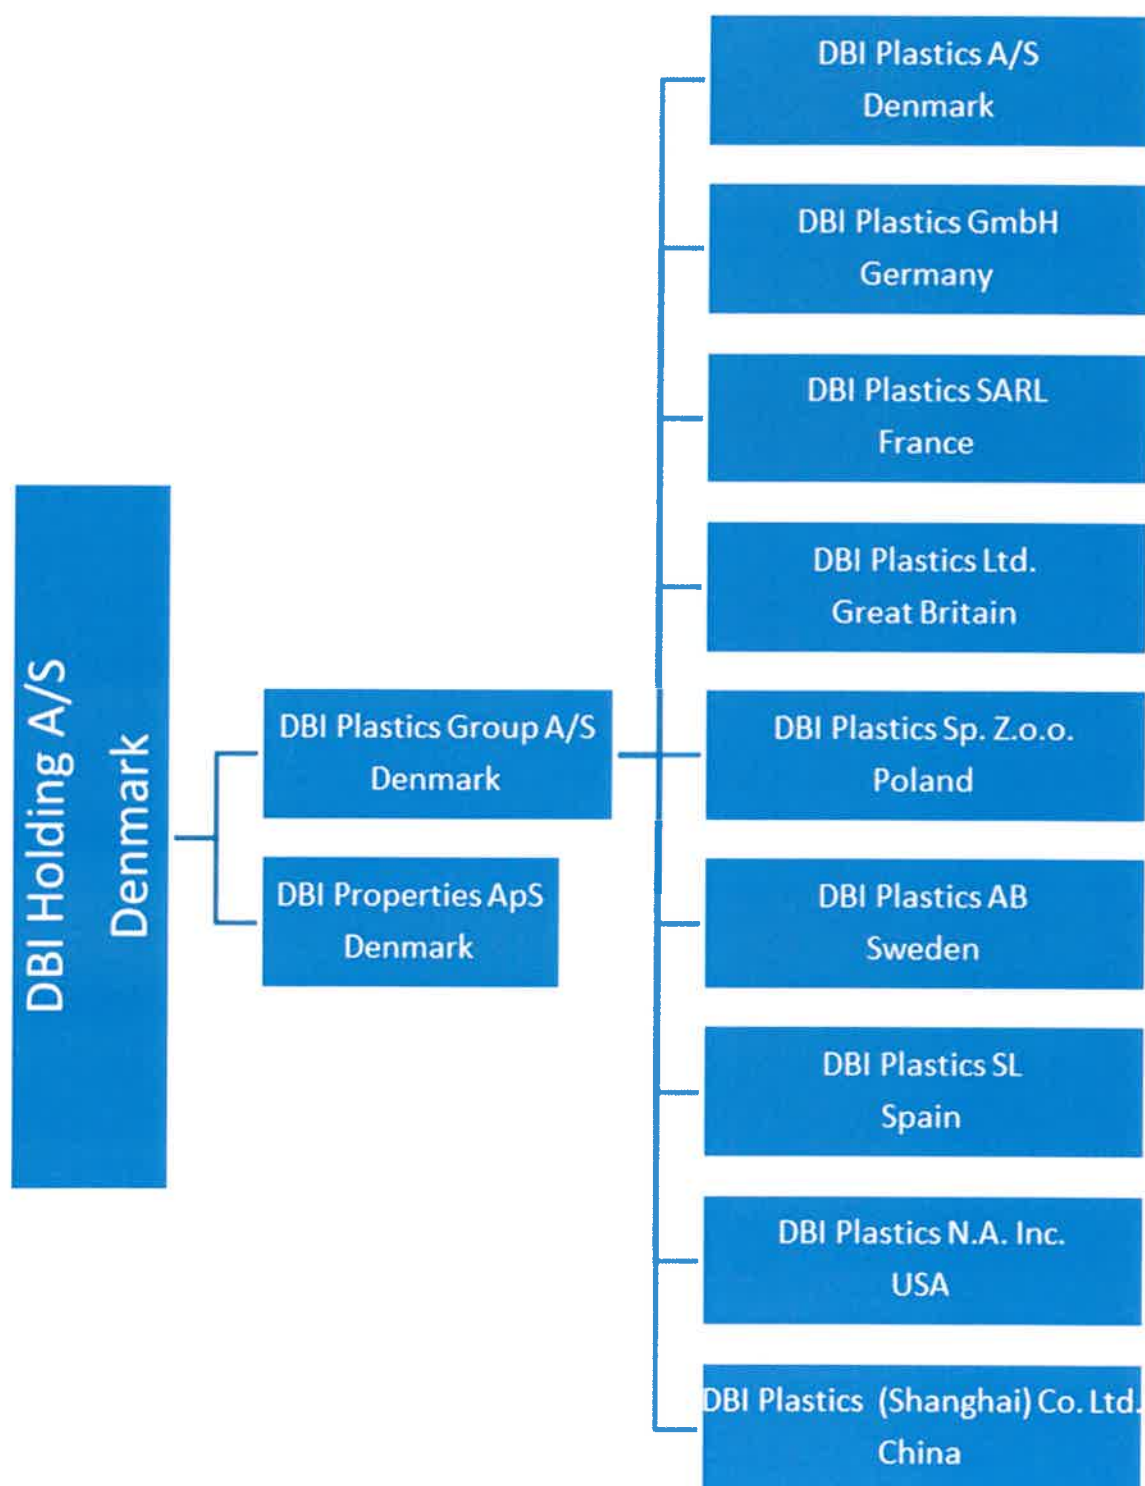 DBI Holding A/S
Denmark
DBI Plastics Group A/S
Denmark
DBI Properties ApS
Denmark
DBI Plastics A/S
Denmark
DBI Plastics GmbH
Germany
DBI Plastics SARL
France
DBI Plastics Ltd.
Great Britain
DBI Plastics Sp. Z.o.o.
Poland
DBI Plastics AB
Sweden
DBI Plastics SL
Spain
DBI Plastics N.A. Inc.
USA
DBI Plastics (Shanghai) Co. Ltd.
China